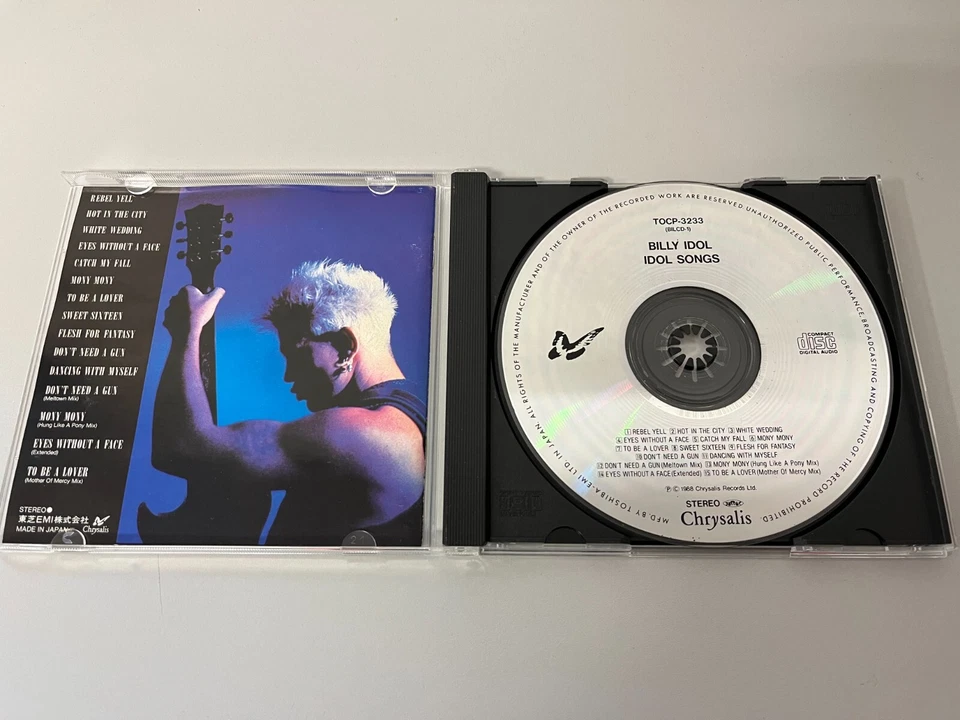 REBEL YELL
HOT IN THE CITY
WHITE WEDDING
EYES WITHOUT A FACE
CATCH MY FALL
MONY MONY
TO BE A LOVER
SWEET SIXTEEN
FLESH FOR FANTASY
DON'T NEED A GUN
DANCING WITH MYSELF
DON'T NEED A GUN
(Meltown Mix)
MONY MONY
(Hung Like A Pony Mix)
EYES WITHOUT A FACE
(Extended)
TO BE A LOVER
(Mother Of Mercy Mix)
STEREO
東芝EMI株式会社
MADE IN JAPAN
Chrysalis
ALL RIGHTS OF THE MANUFACTURER AND OF THE OWNER OF THE RECORDED WORK ARE RESERVED UNAUTHORIZED PUBLIC PERFORMANCE·BROADCASTING AND COPYING OF THE RECORD PROHIBITED.
MFD BY TOSHIBA-EMI LTD IN JAPAN.
TOCP-3233
(BILCD-1)
BILLY IDOL
IDOL SONGS
COMPACT
disc
DIGITAL AUDIO
1 REBEL YELL 2 HOT IN THE CITY 3 WHITE WEDDING
4 EYES WITHOUT A FACE 5 CATCH MY FALL 6 MONY MONY
7 TO BE A LOVER 8 SWEET SIXTEEN 9 FLESH FOR FANTASY
10 DON'T NEED A GUN 11 DANCING WITH MYSELF
12 DON'T NEED A GUN (Meltown Mix) 13 MONY MONY (Hung Like A Pony Mix)
14 EYES WITHOUT A FACE (Extended) 15 TO BE A LOVER (Mother Of Mercy Mix)
℗ © 1988 Chrysalis Records Ltd.
STEREO
Chrysalis